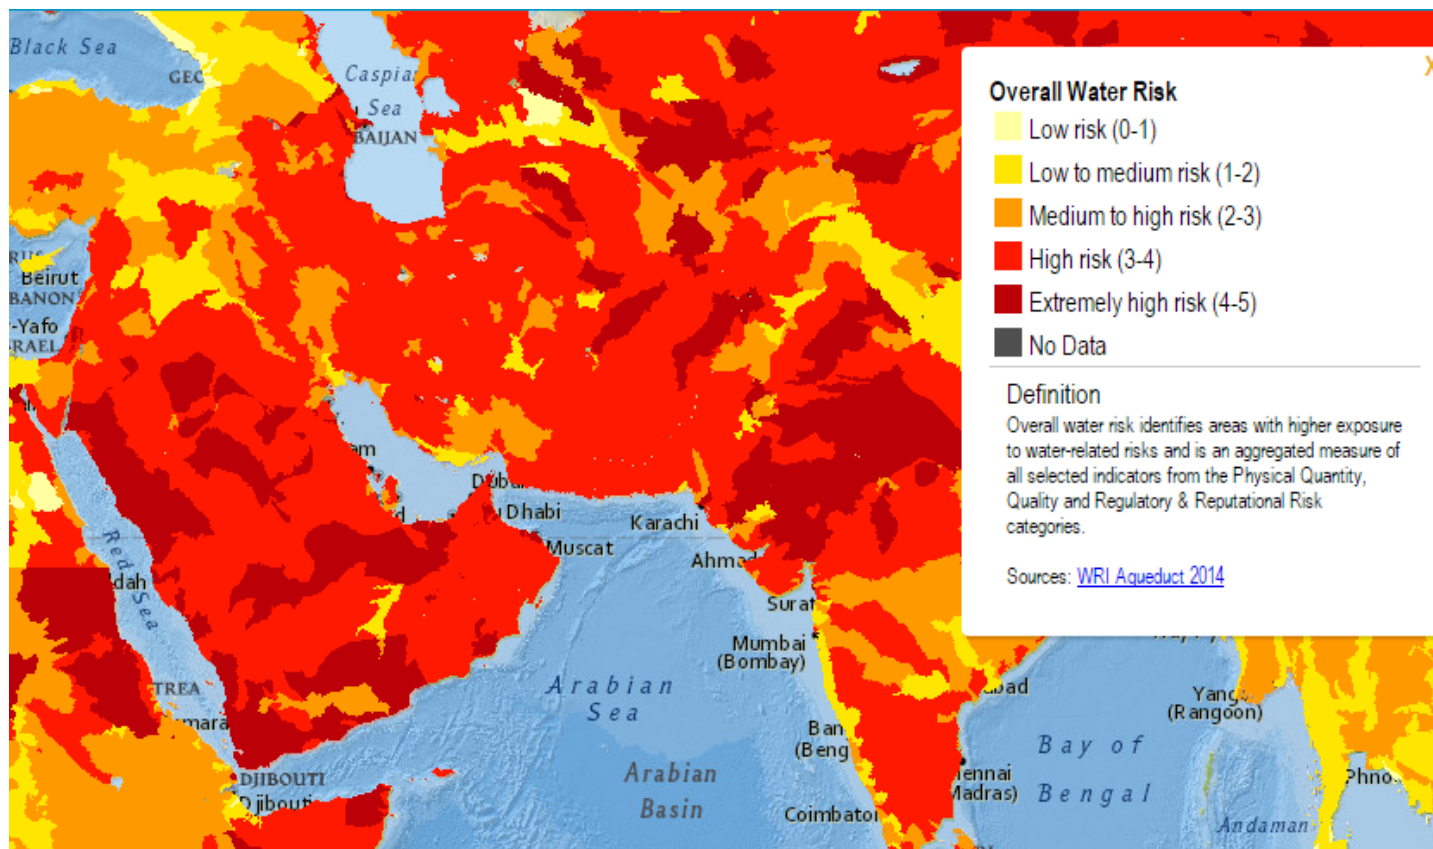 Black Sea
GEO
Caspia
Sea
BAIJAN
Beirut
BANON
-Yafo
RAEL
Dhabi
Karachi
Muscat
Ahm
dah
Red Sea
Surat
Mumbai
(Bombay)
Arabian
Sea
TREA
mara
abad
Yang
(Rangoon)
Ban
(Beng
Bay of
Bengal
Arabian
Basin
DJIBOUTI
Djibouti
ennai
Madras)
Coimbator
Phno
Andaman
X
Overall Water Risk
Low risk (0-1)
Low to medium risk (1-2)
Medium to high risk (2-3)
High risk (3-4)
Extremely high risk (4-5)
No Data
Definition
Overall water risk identifies areas with higher exposure
to water-related risks and is an aggregated measure of
all selected indicators from the Physical Quantity,
Quality and Regulatory & Reputational Risk
categories.
Sources: WRI Aqueduct 2014